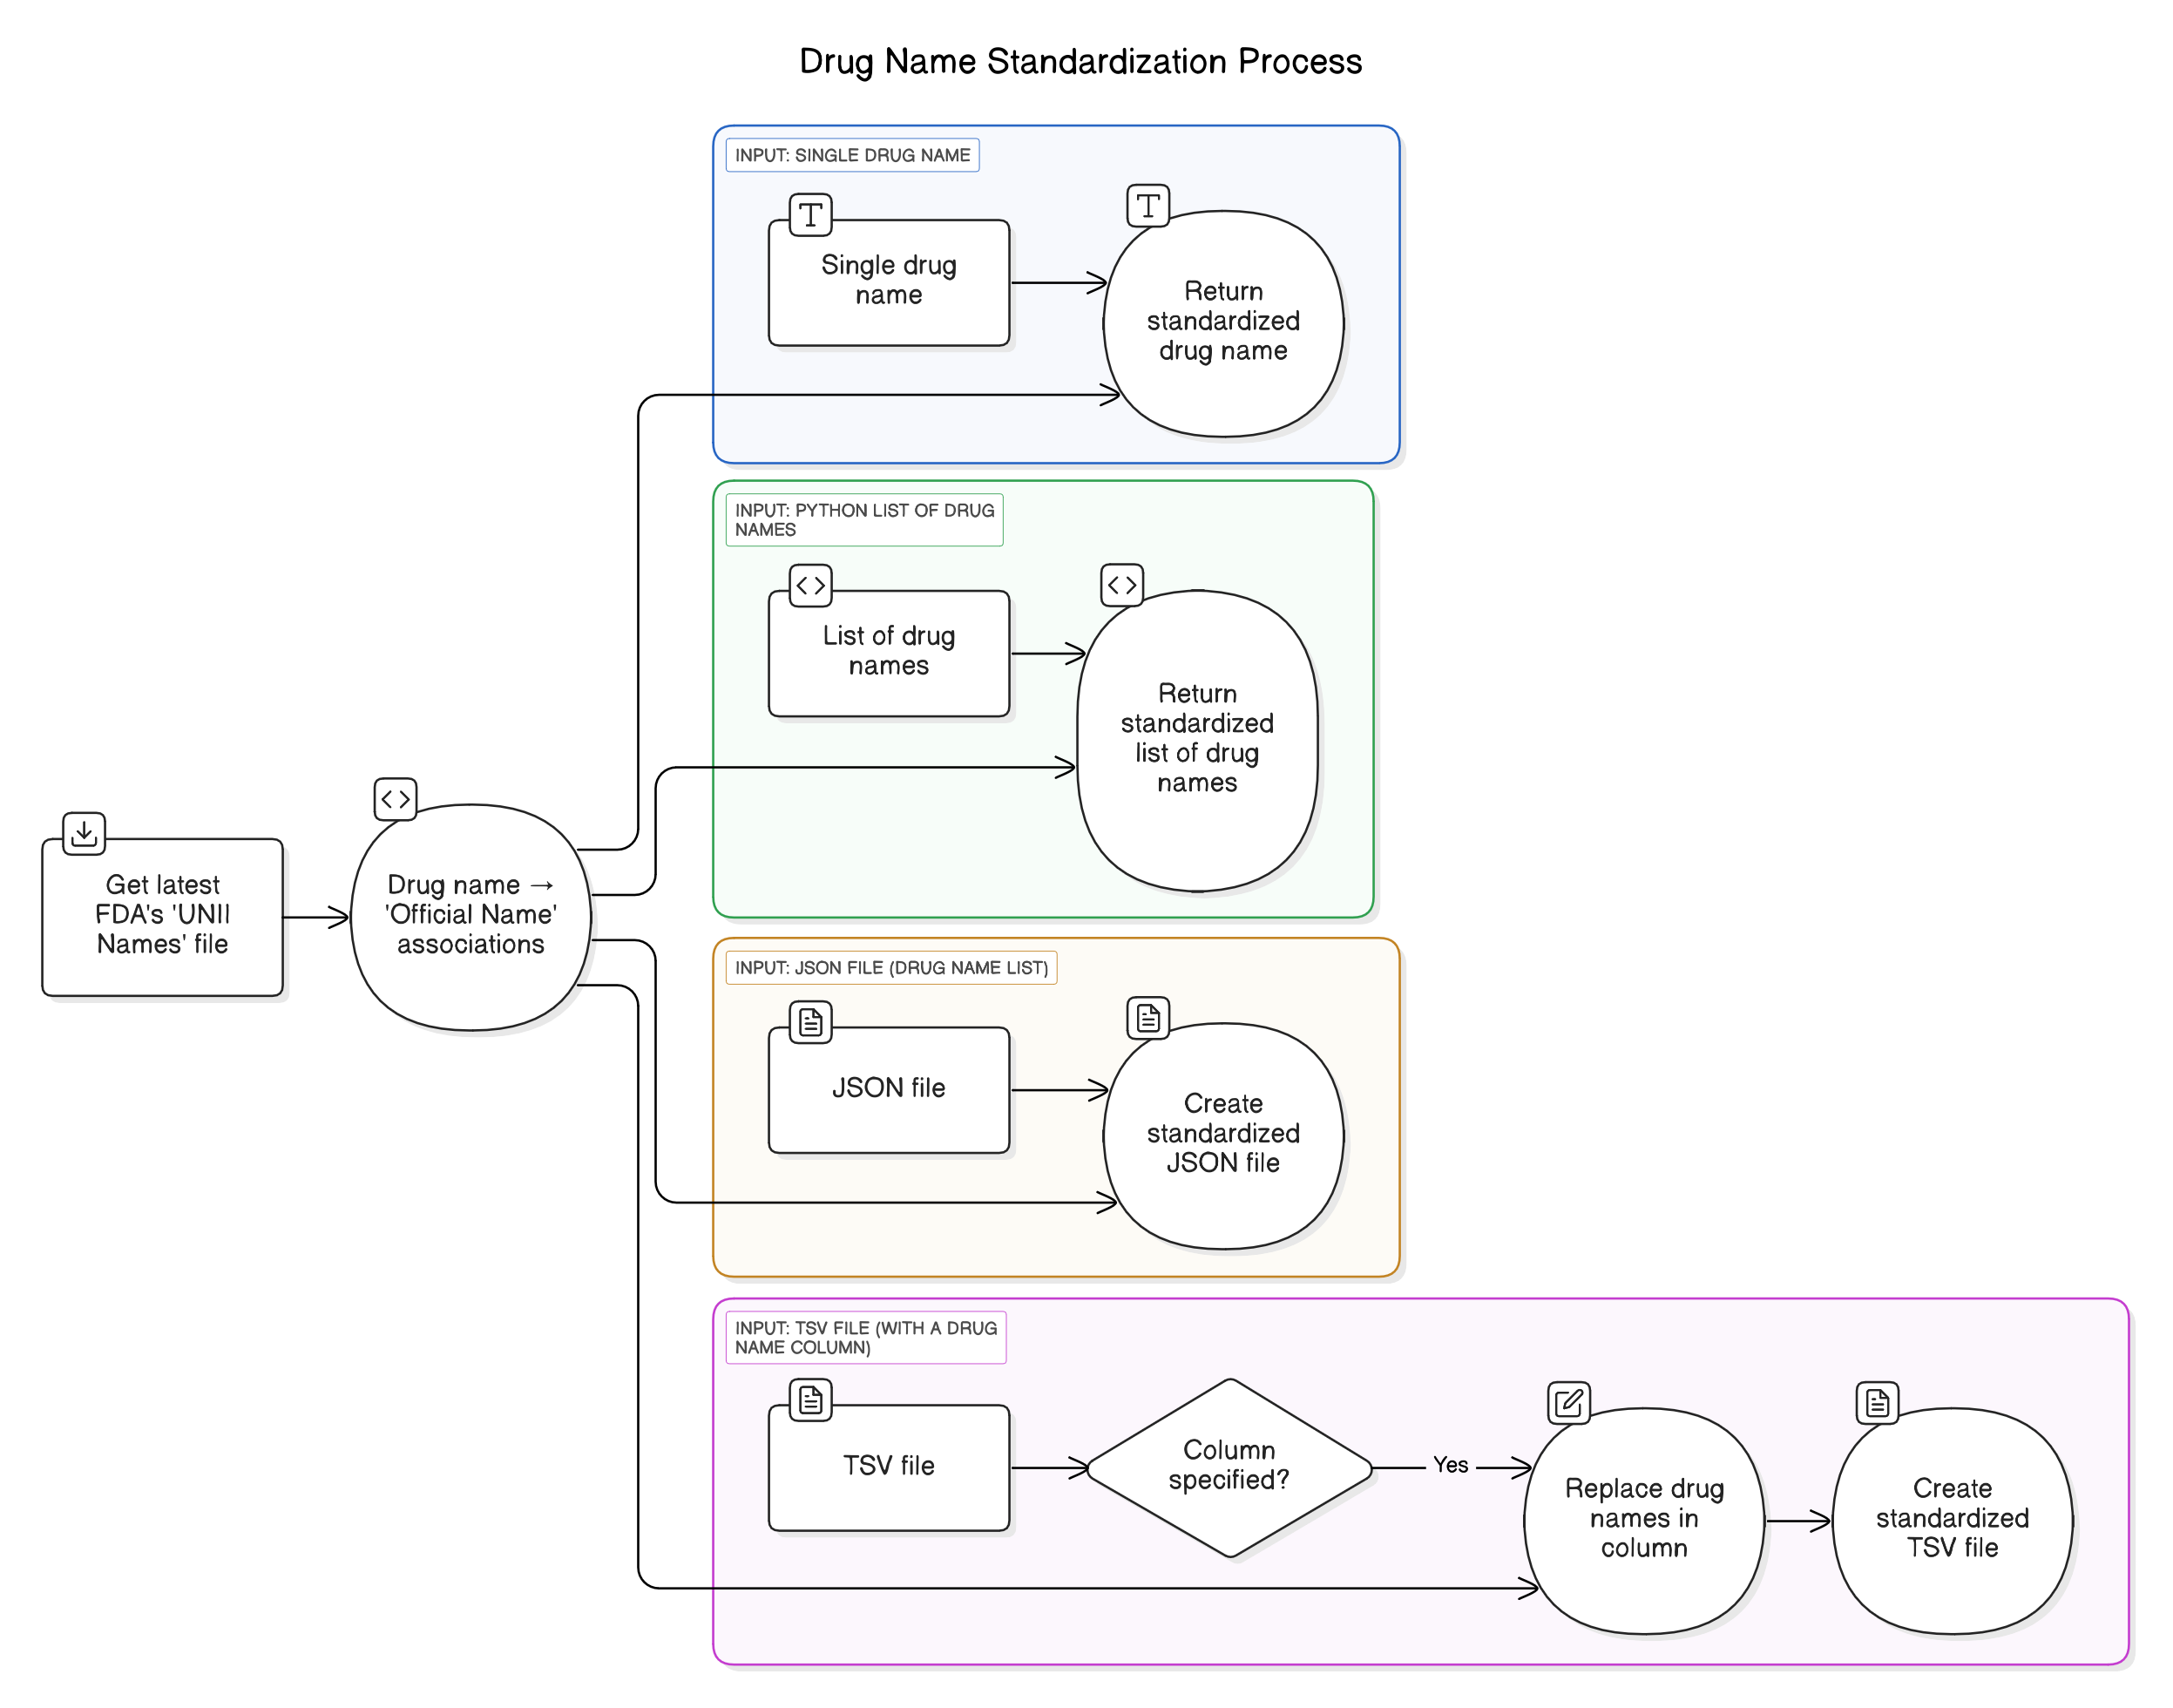 Drug Name Standardization Process
INPUT: SINGLE DRUG NAME
Single drug
name
Return
standardized
drug name
INPUT: PYTHON LIST OF DRUG
NAMES
List of drug
names
Return
standardized
list of drug
names
Get latest
FDA's 'UNII
Names' file
Drug name →
'Official Name'
associations
INPUT: JSON FILE (DRUG NAME LIST)
JSON file
Create
standardized
JSON file
INPUT: TSV FILE (WITH A DRUG
NAME COLUMN)
TSV file
Column
specified?
Yes
Replace drug
names in
column
Create
standardized
TSV file